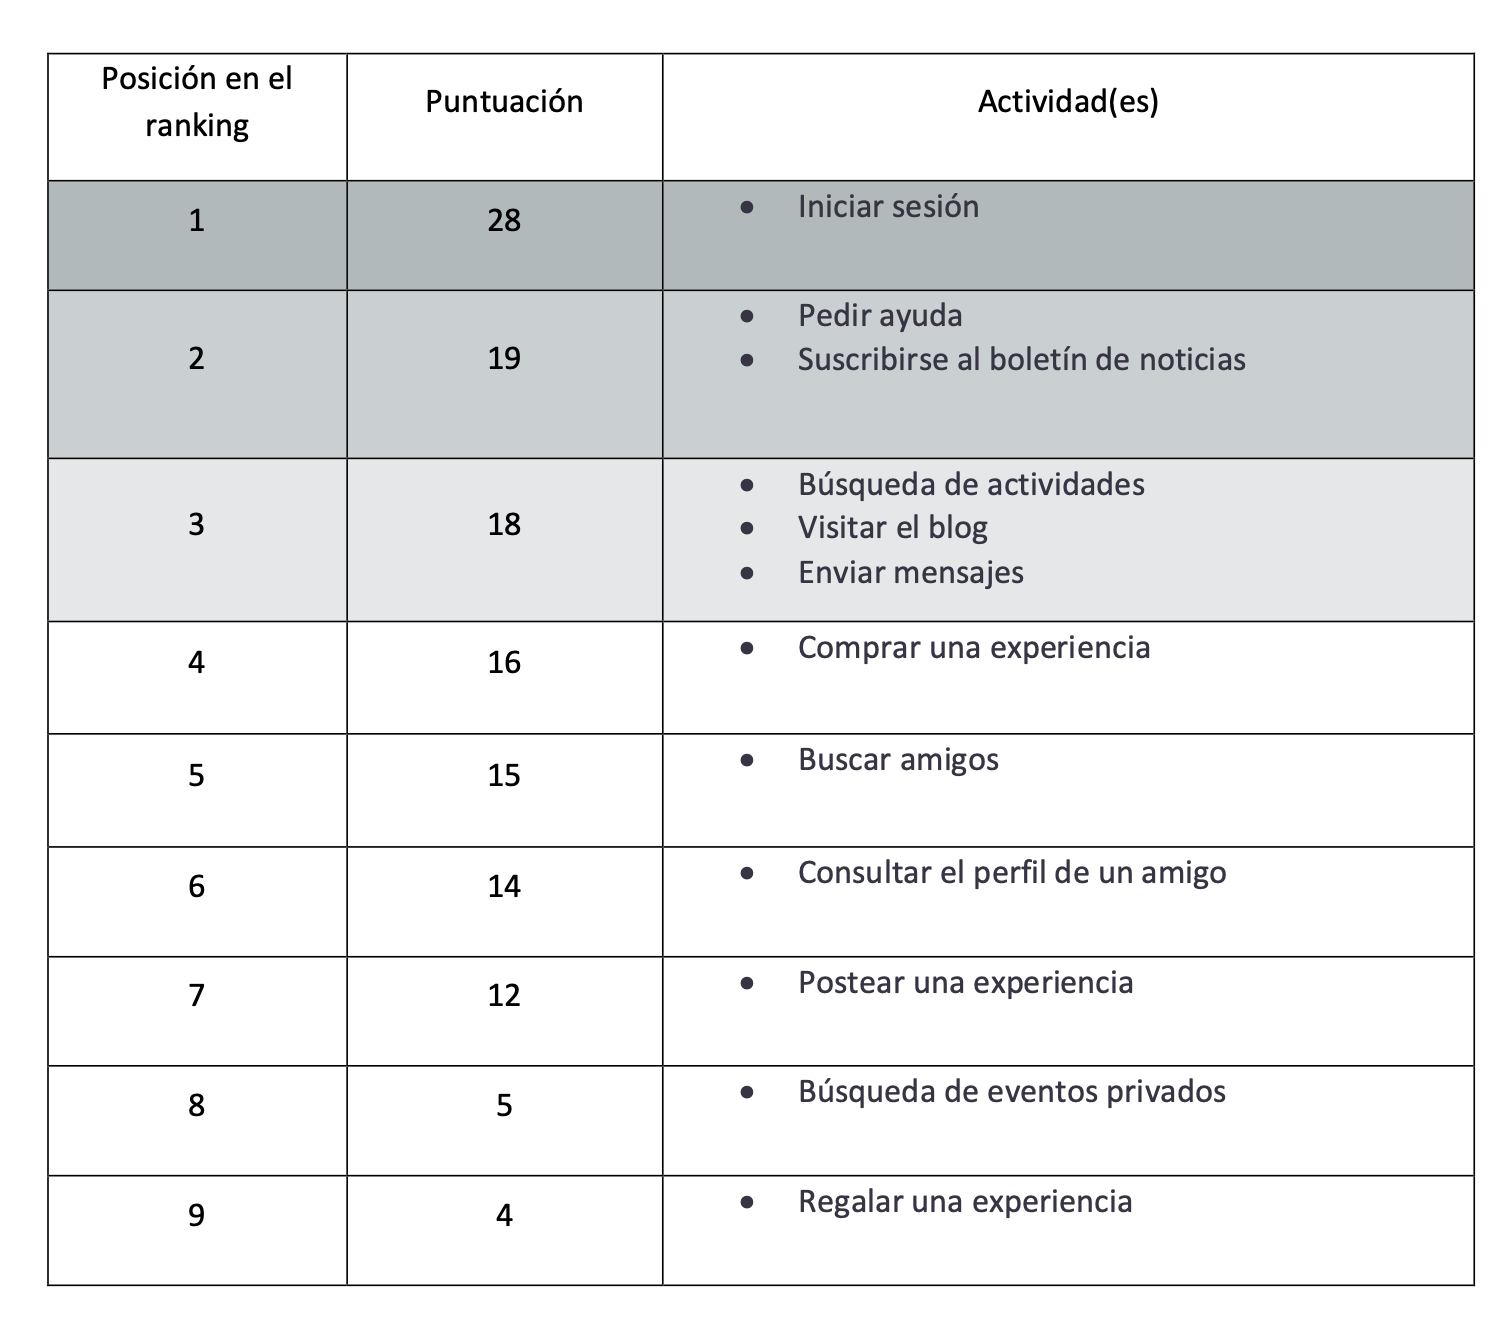 Posición en el
ranking
Puntuación
Actividad(es)
1
28
• Iniciar sesión
2
19
• Pedir ayuda
• Suscribirse al boletín de noticias
3
18
• Búsqueda de actividades
• Visitar el blog
• Enviar mensajes
4
16
• Comprar una experiencia
5
15
• Buscar amigos
6
14
• Consultar el perfil de un amigo
7
12
• Postear una experiencia
8
5
• Búsqueda de eventos privados
9
4
• Regalar una experiencia